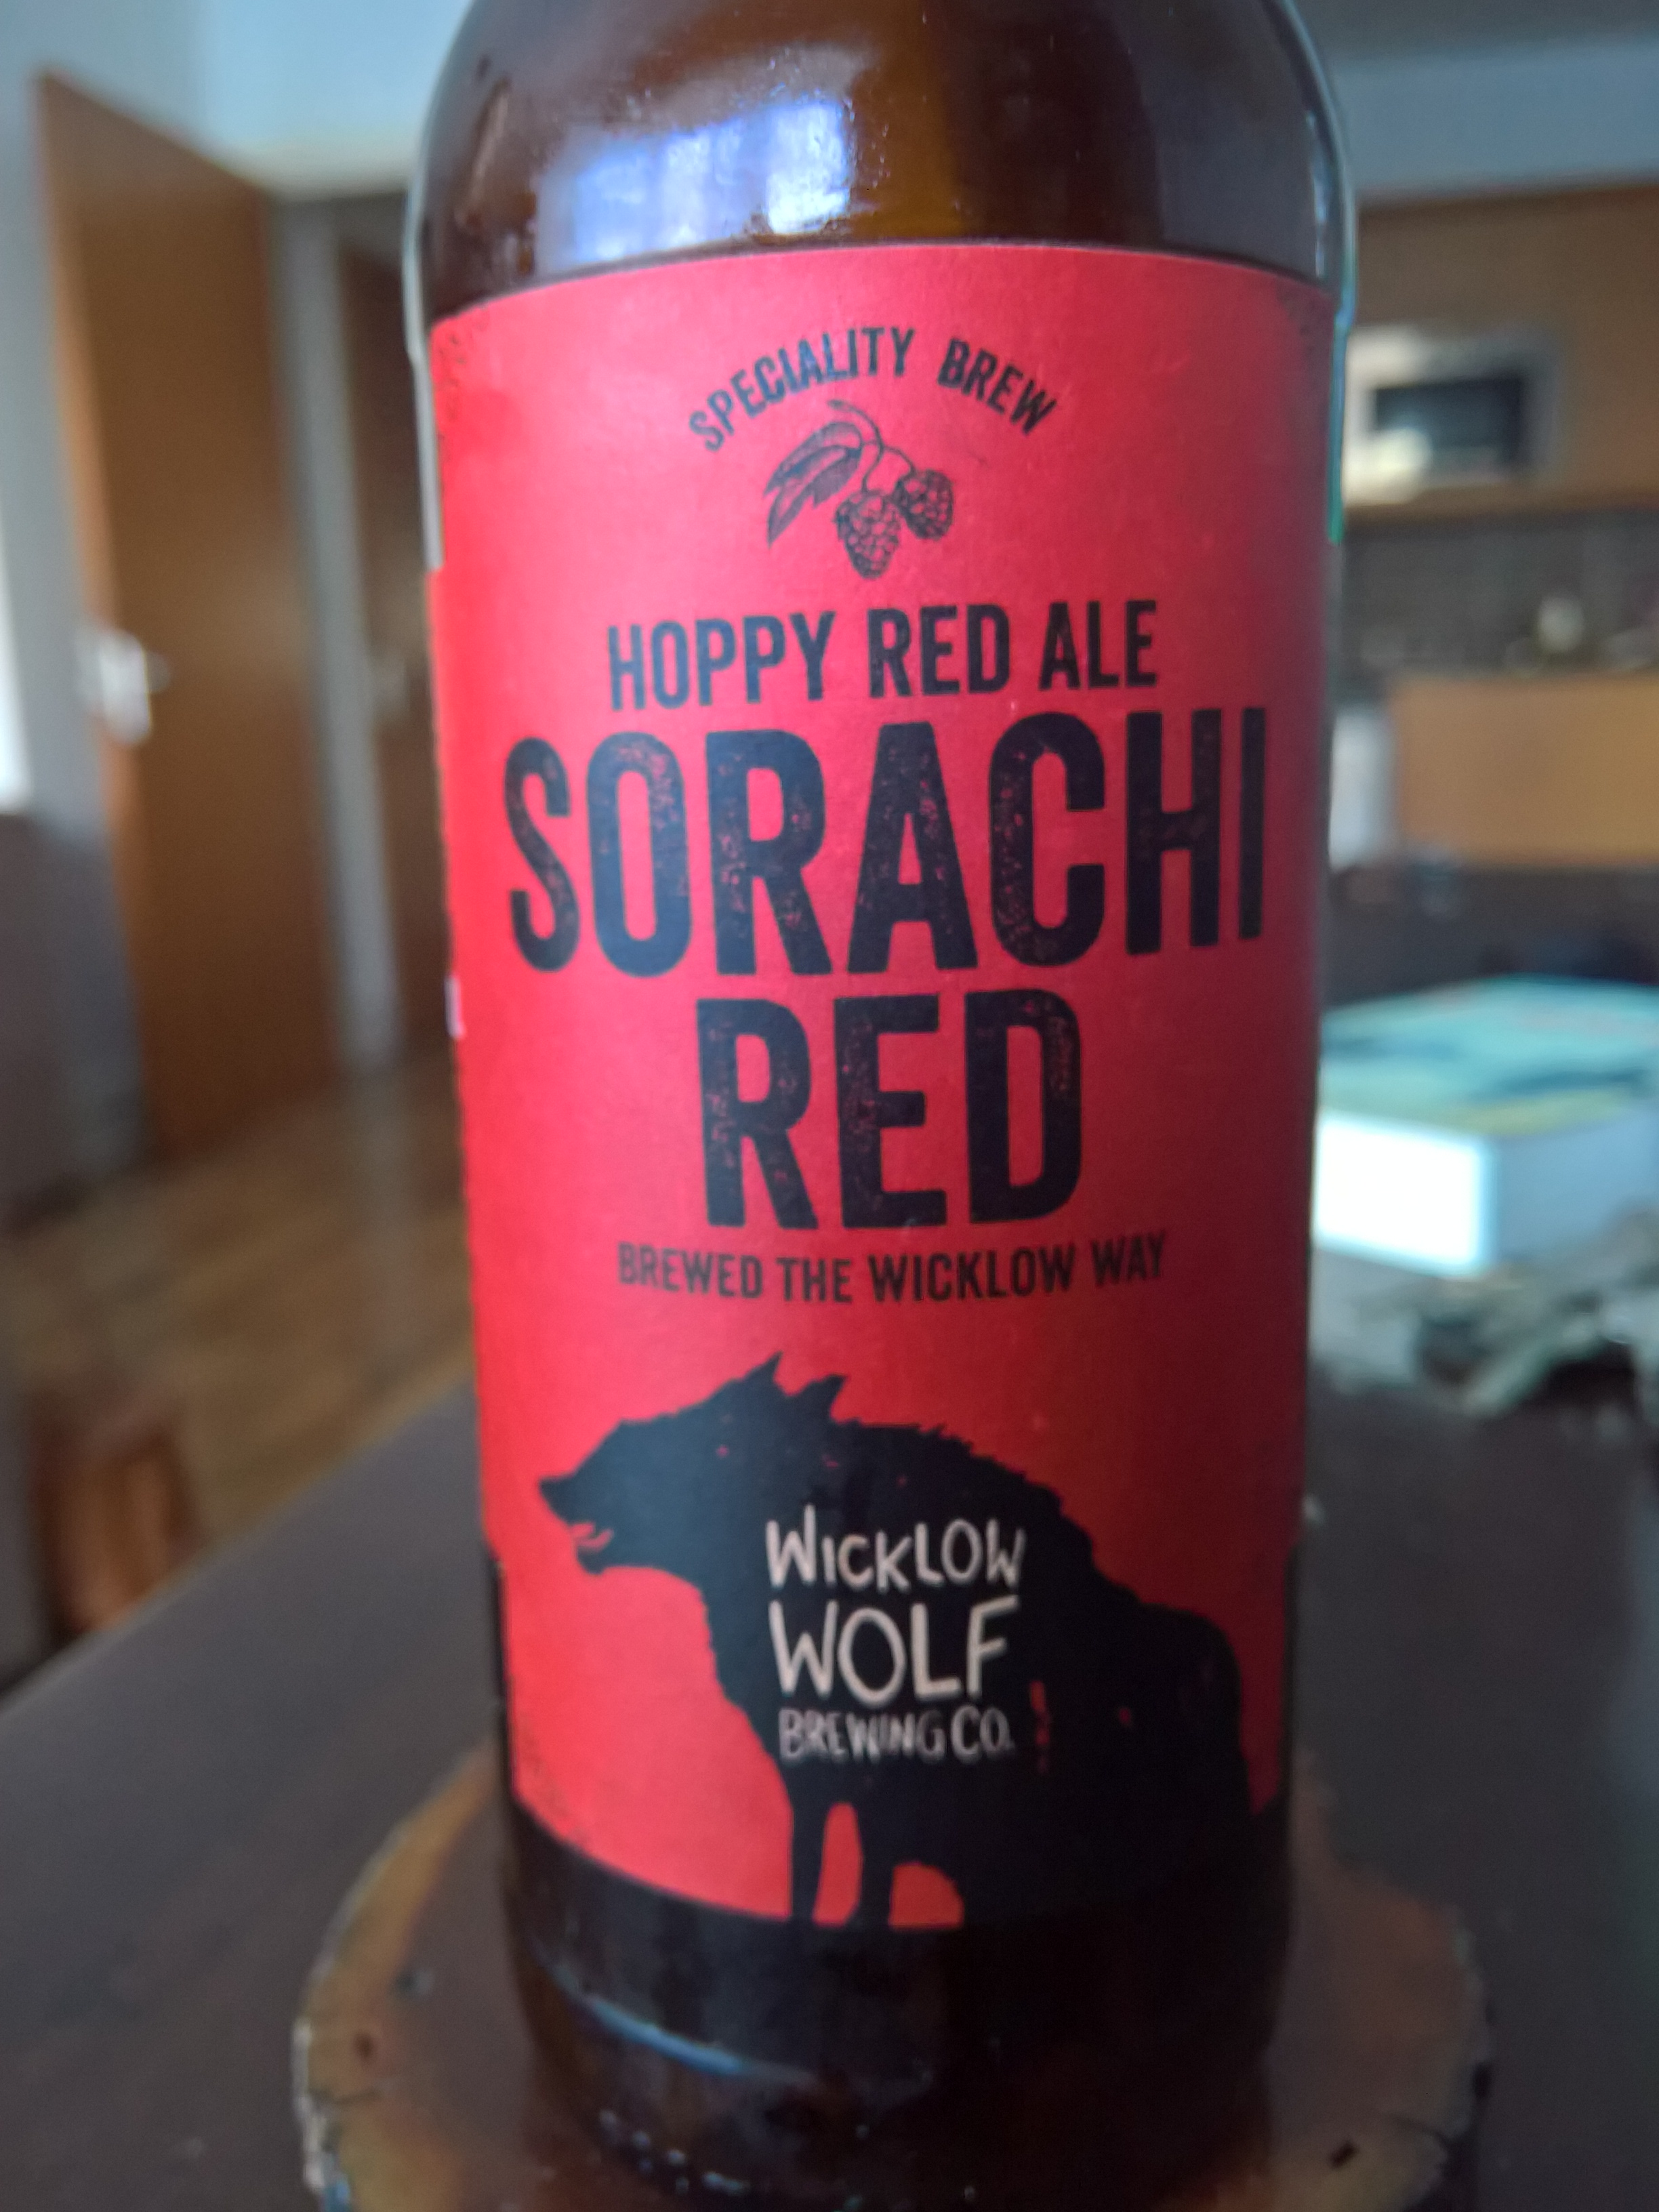 SPECIALITY BREW
HOPPY RED ALE
SORACHI
RED
BREWED THE WICKLOW WAY
WICKLOW
WOLF
BREWING CO.